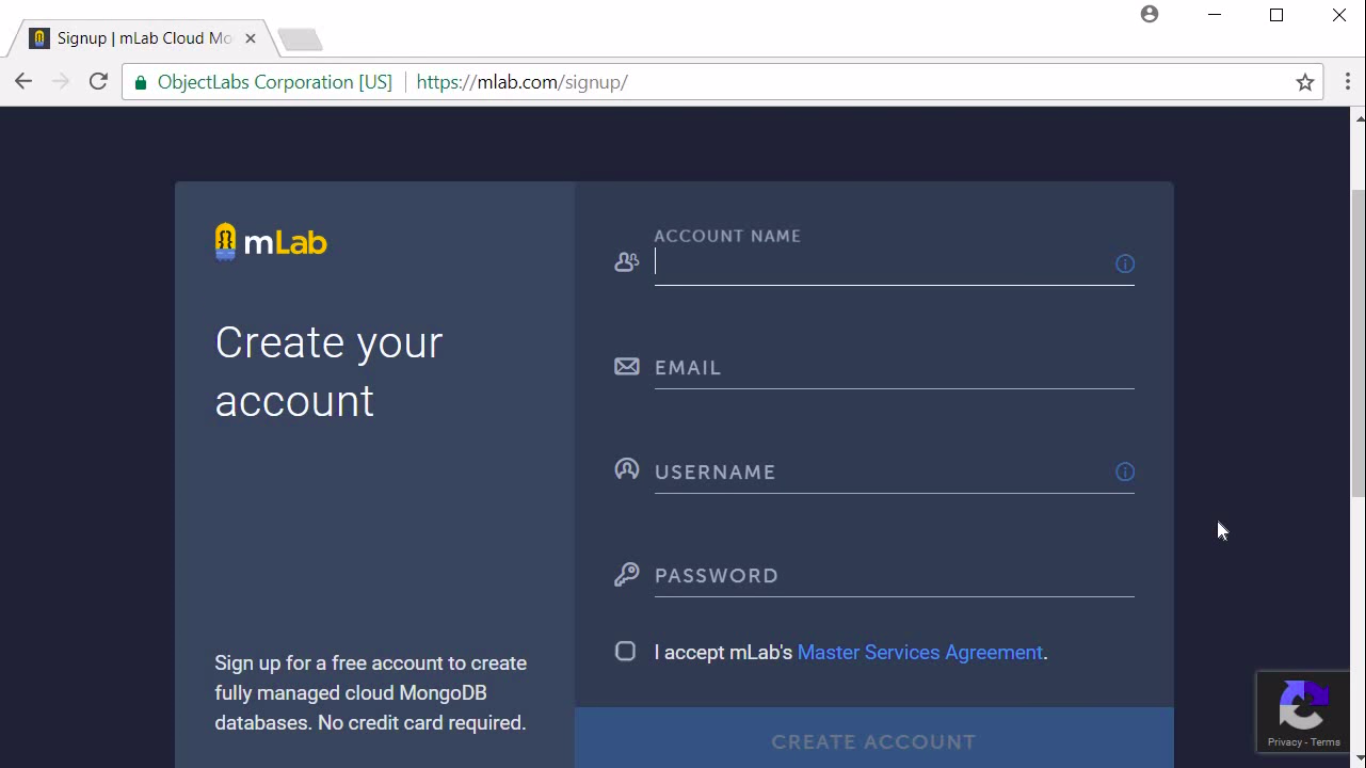 Signup | mLab Cloud Mo
ObjectLabs Corporation [US]
https://mlab.com/signup/
mLab
Create your
account
Sign up for a free account to create
fully managed cloud MongoDB
databases. No credit card required.
ACCOUNT NAME
EMAIL
USERNAME
PASSWORD
I accept mLab's Master Services Agreement.
CREATE ACCOUNT
Privacy - Terms